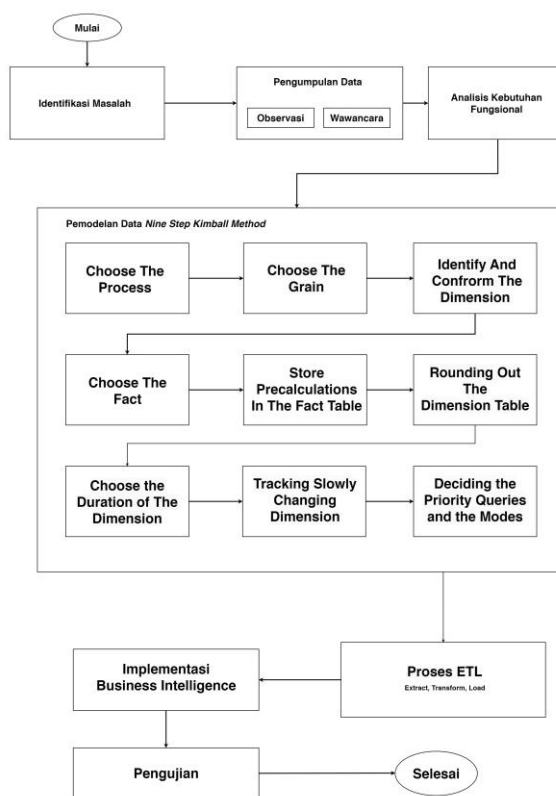 Mulai
Identifikasi Masalah
Pengumpulan Data
Observasi
Wawancara
Analisis Kebutuhan
Fungsional
Pemodelan Data Nine Step Kimball Method
Choose The
Process
Choose The
Grain
Identify And
Confrorm The
Dimension
Choose The
Fact
Store
Precalculations
In The Fact Table
Rounding Out
The
Dimension Table
Choose the
Duration of The
Dimension
Tracking Slowly
Changing
Dimension
Deciding the
Priority Queries
and the Modes
Proses ETL
Extract, Transform, Load
Implementasi
Business Intelligence
Pengujian
Selesai